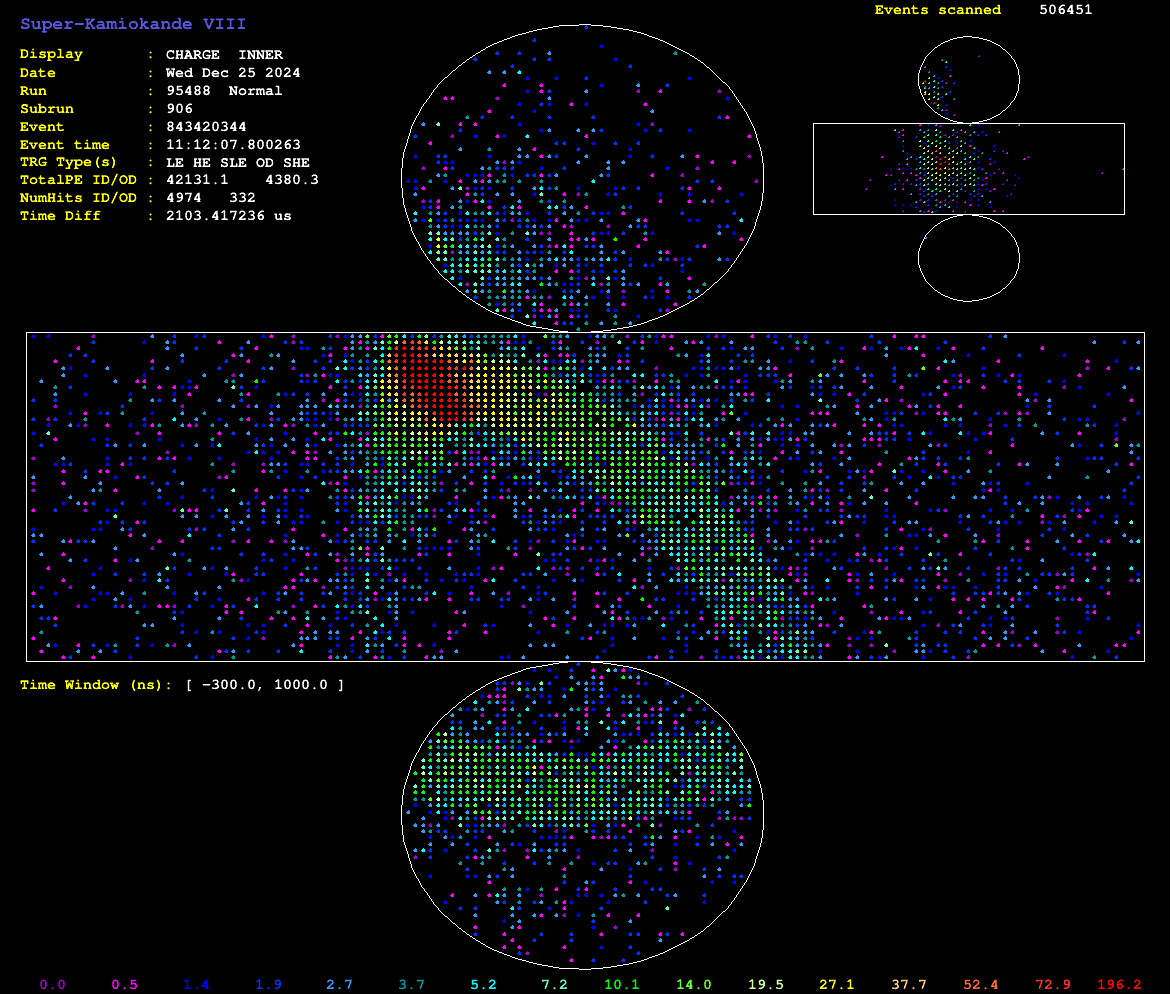 Super-Kamiokande VIII
Events scanned 506451
Display : CHARGE INNER
Date : Wed Dec 25 2024
Run : 95488 Normal
Subrun : 906
Event : 843420344
Event time : 11:12:07.800263
TRG Type(s) : LE HE SLE OD SHE
TotalPE ID/OD : 42131.1 4380.3
NumHits ID/OD : 4974 332
Time Diff : 2103.417236 us
Time Window (ns): [ -300.0, 1000.0 ]
0.0 0.5 1.4 1.9 2.7 3.7 5.2 7.2 10.1 14.0 19.5 27.1 37.7 52.4 72.9 196.2